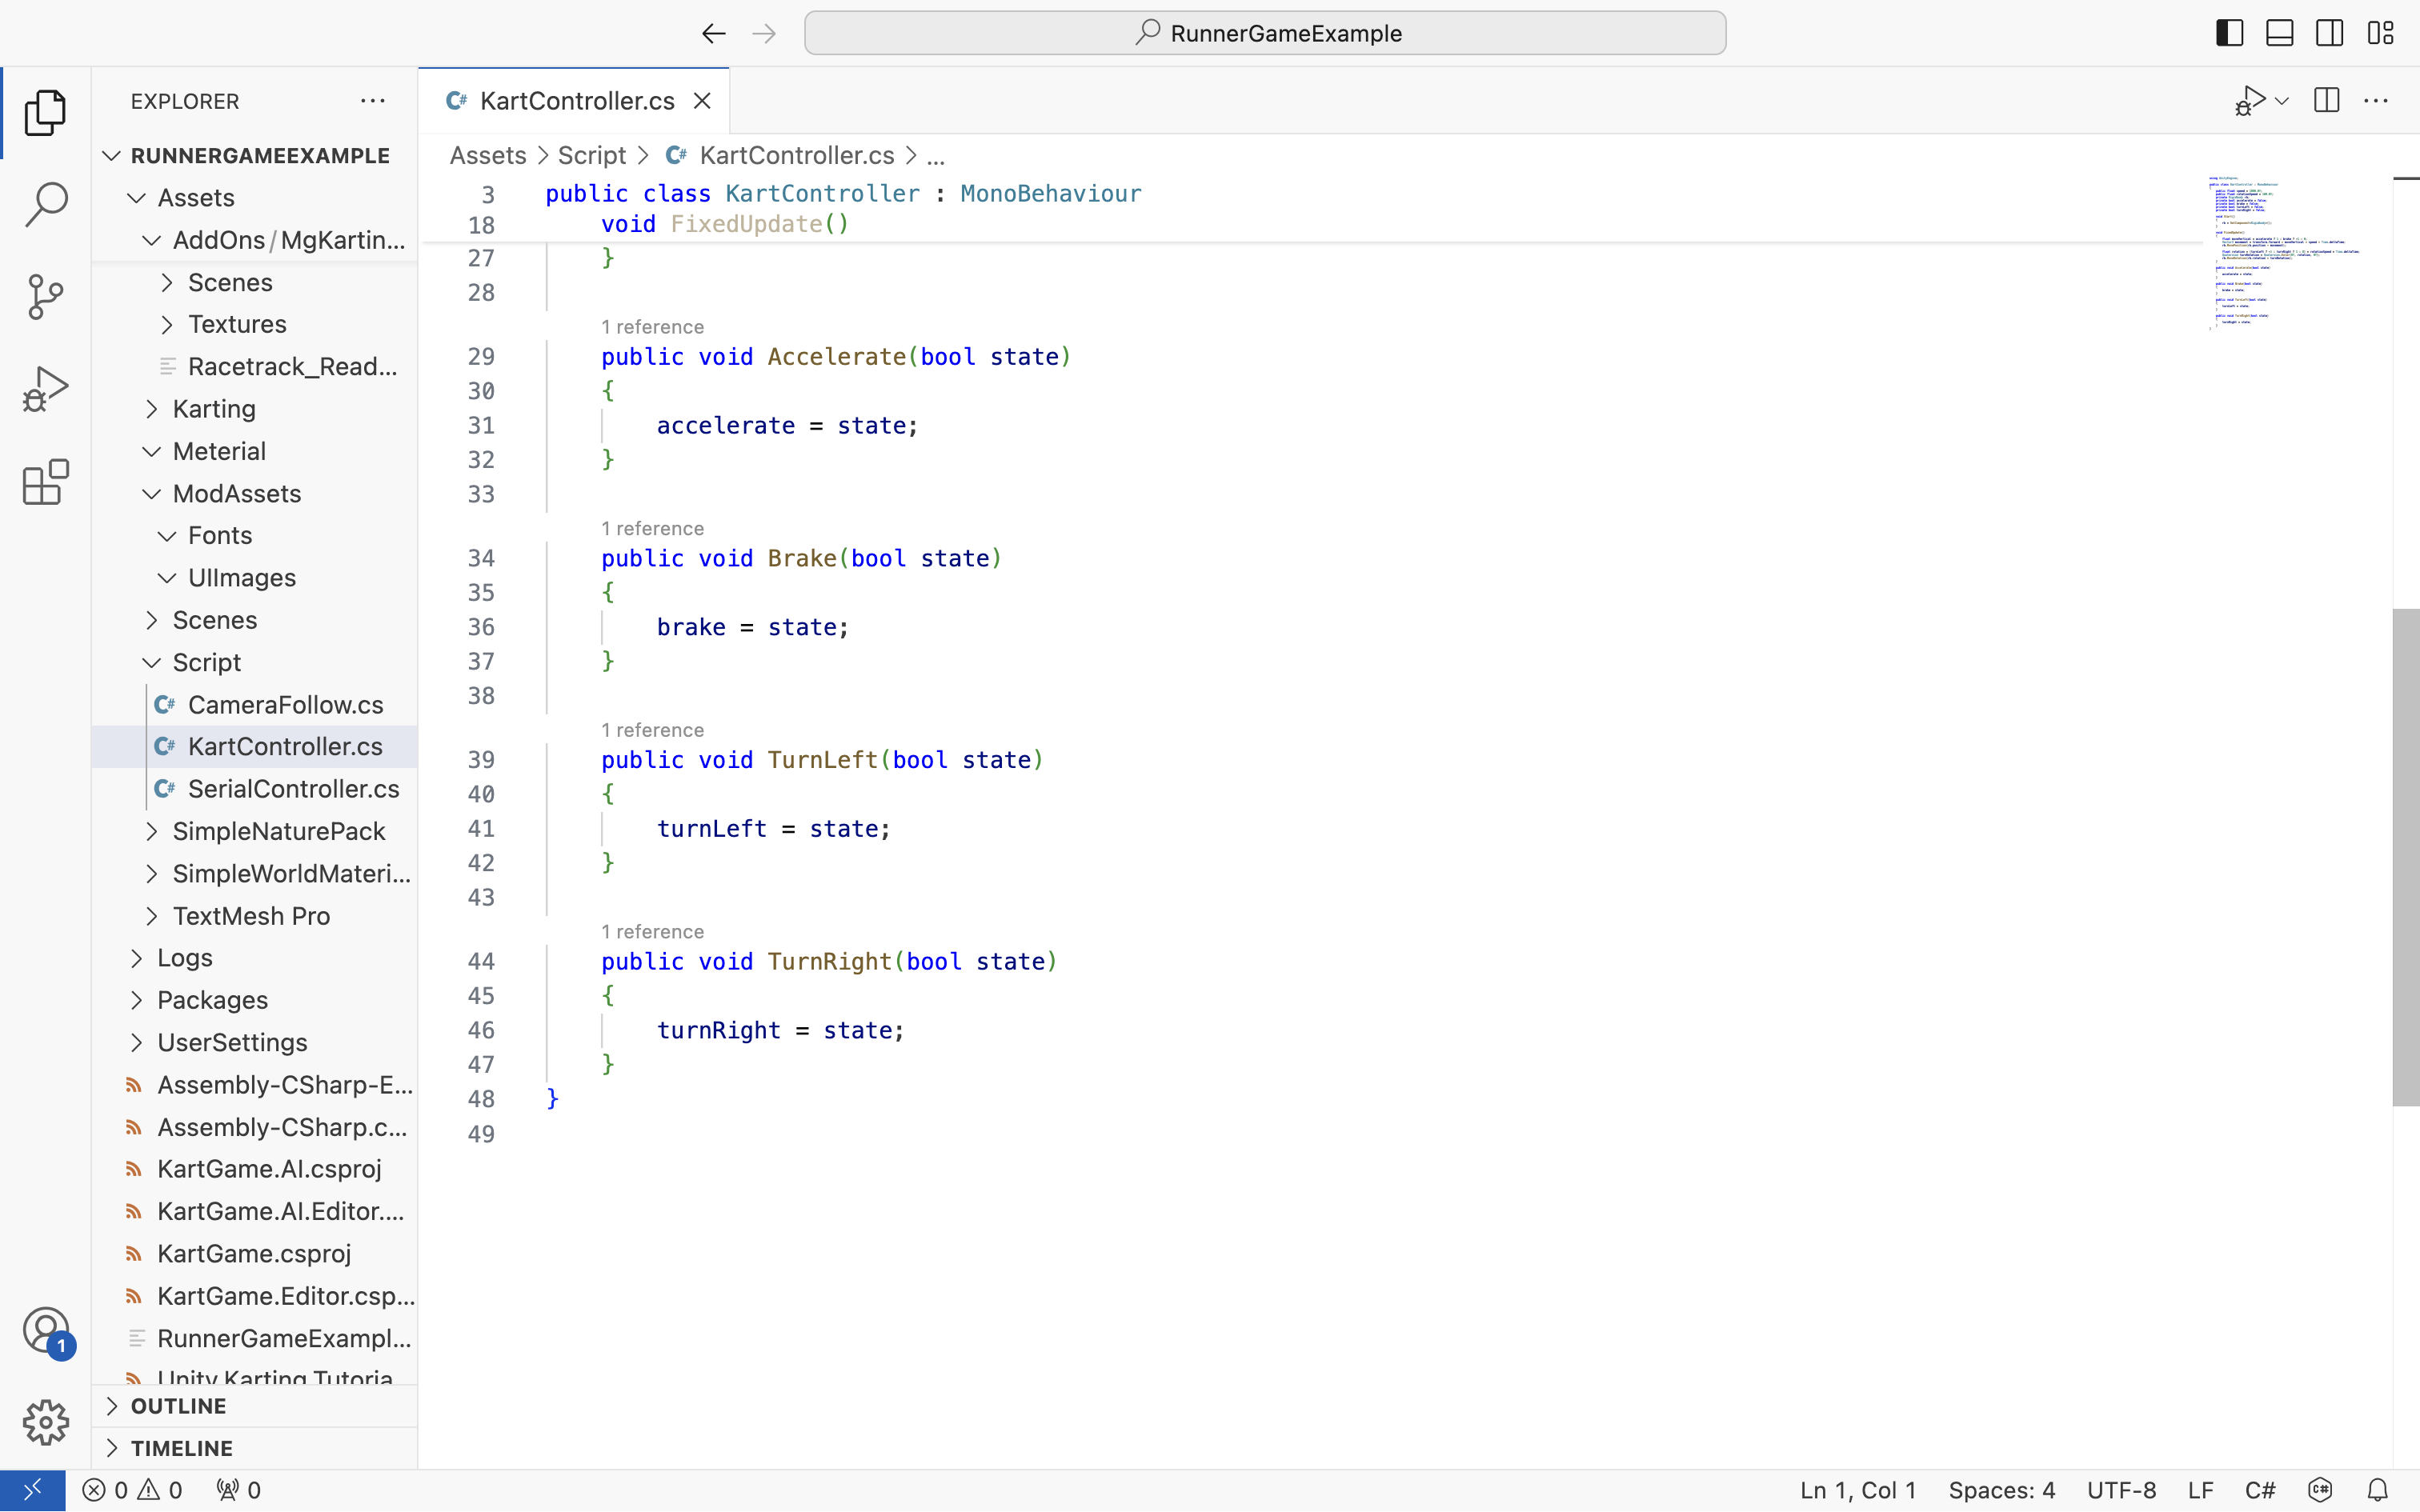 RunnerGameExample
EXPLORER
RUNNERGAMEEXAMPLE
Assets
AddOns / MgKartin...
Scenes
Textures
Racetrack_Read...
Karting
Meterial
ModAssets
Fonts
UIImages
Scenes
Script
CameraFollow.cs
KartController.cs
SerialController.cs
SimpleNaturePack
SimpleWorldMateri...
TextMesh Pro
Logs
Packages
UserSettings
Assembly-CSharp-E...
Assembly-CSharp.c...
KartGame.AI.csproj
KartGame.AI.Editor....
KartGame.csproj
KartGame.Editor.csp...
RunnerGameExampl...
Unity.Karting.Tutoria
OUTLINE
TIMELINE
1
C# KartController.cs
Assets > Script > C# KartController.cs > ...
3 public class KartController : MonoBehaviour
18 void FixedUpdate()
27 }
28
1 reference
29 public void Accelerate(bool state)
30 {
31 accelerate = state;
32 }
33
1 reference
34 public void Brake(bool state)
35 {
36 brake = state;
37 }
38
1 reference
39 public void TurnLeft(bool state)
40 {
41 turnLeft = state;
42 }
43
1 reference
44 public void TurnRight(bool state)
45 {
46 turnRight = state;
47 }
48 }
49
0 0 0 Ln 1, Col 1 Spaces: 4 UTF-8 LF C#